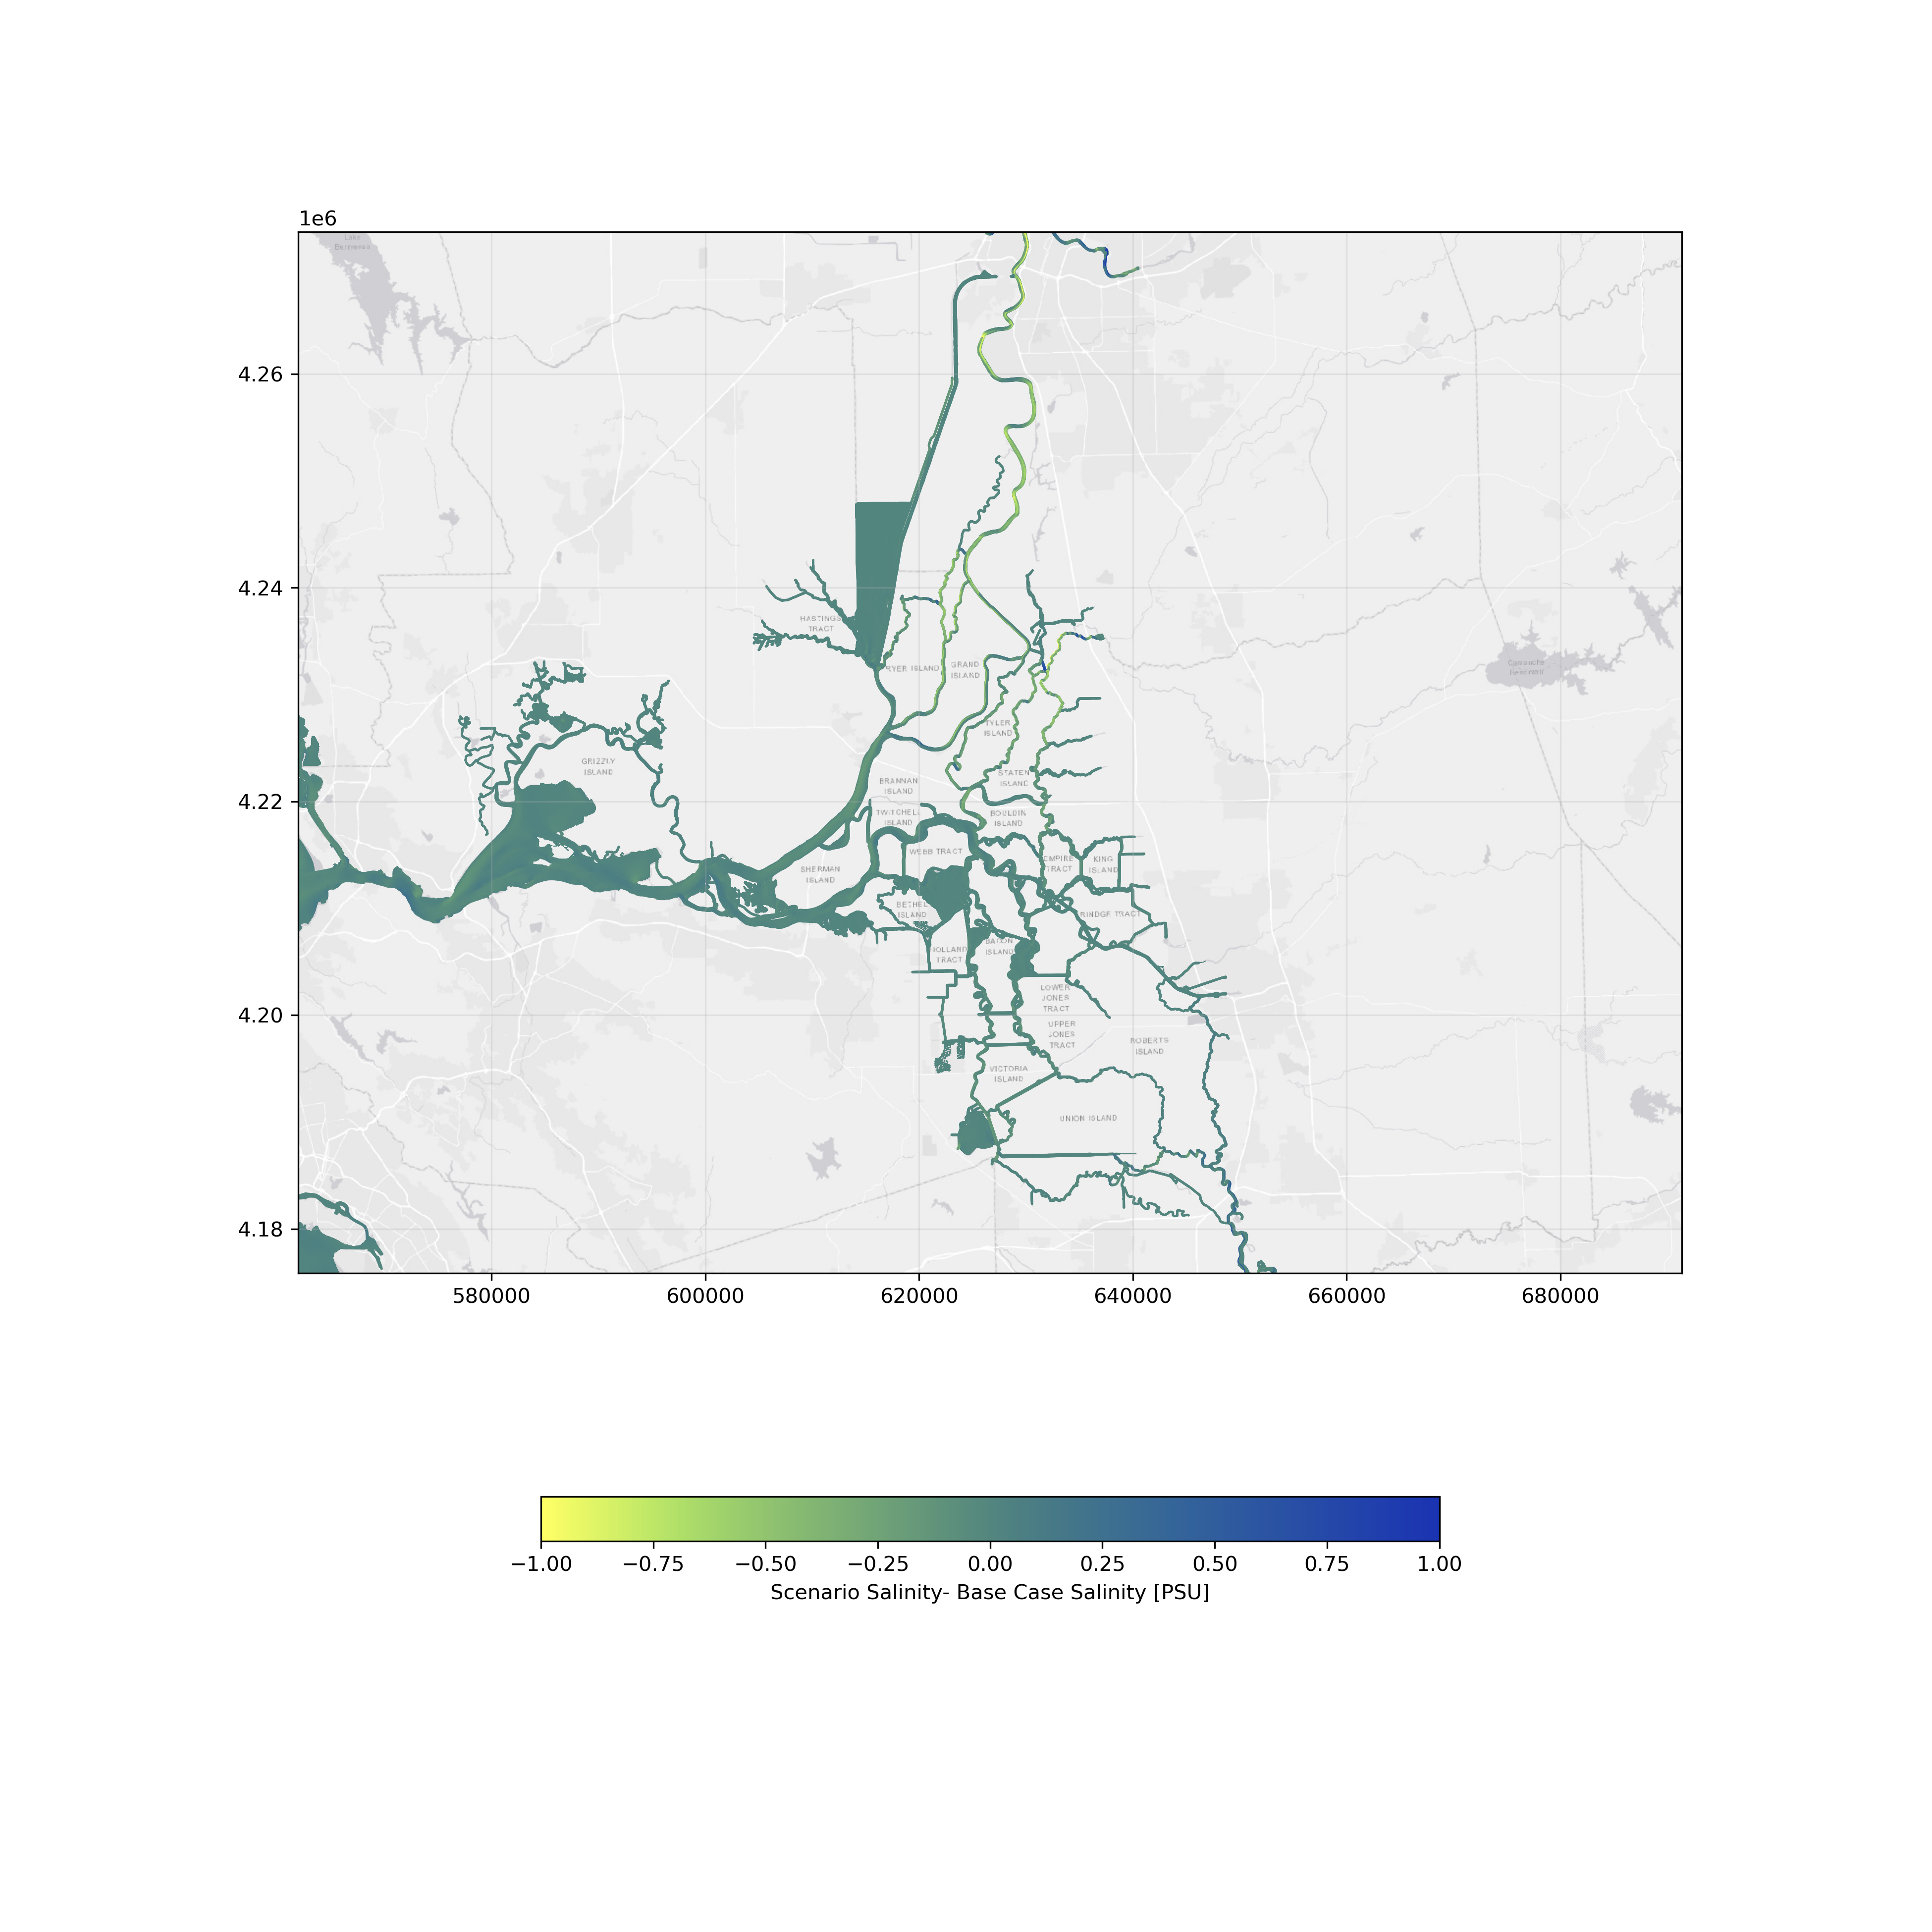 1e6
Lake
Berryessa
4.26
4.24
4.22
4.20
4.18
HASTINGS
TRACT
RYER ISLAND
GRAND
ISLAND
TYLER
ISLAND
GRIZZLY
ISLAND
STATEN
ISLAND
BRANNAN
ISLAND
TWITCHELL
ISLAND
BOULDIN
ISLAND
WEBB TRACT
EMPIRE
TRACT
KING
ISLAND
SHERMAN
ISLAND
BETHEL
ISLAND
RINDGE TRACT
HOLLAND
TRACT
BACON
ISLAND
LOWER
JONES
TRACT
UPPER
JONES
TRACT
ROBERTS
ISLAND
VICTORIA
ISLAND
UNION ISLAND
Camanche
Reservoir
580000
600000
620000
640000
660000
680000
−1.00
−0.75
−0.50
−0.25
0.00
0.25
0.50
0.75
1.00
Scenario Salinity- Base Case Salinity [PSU]